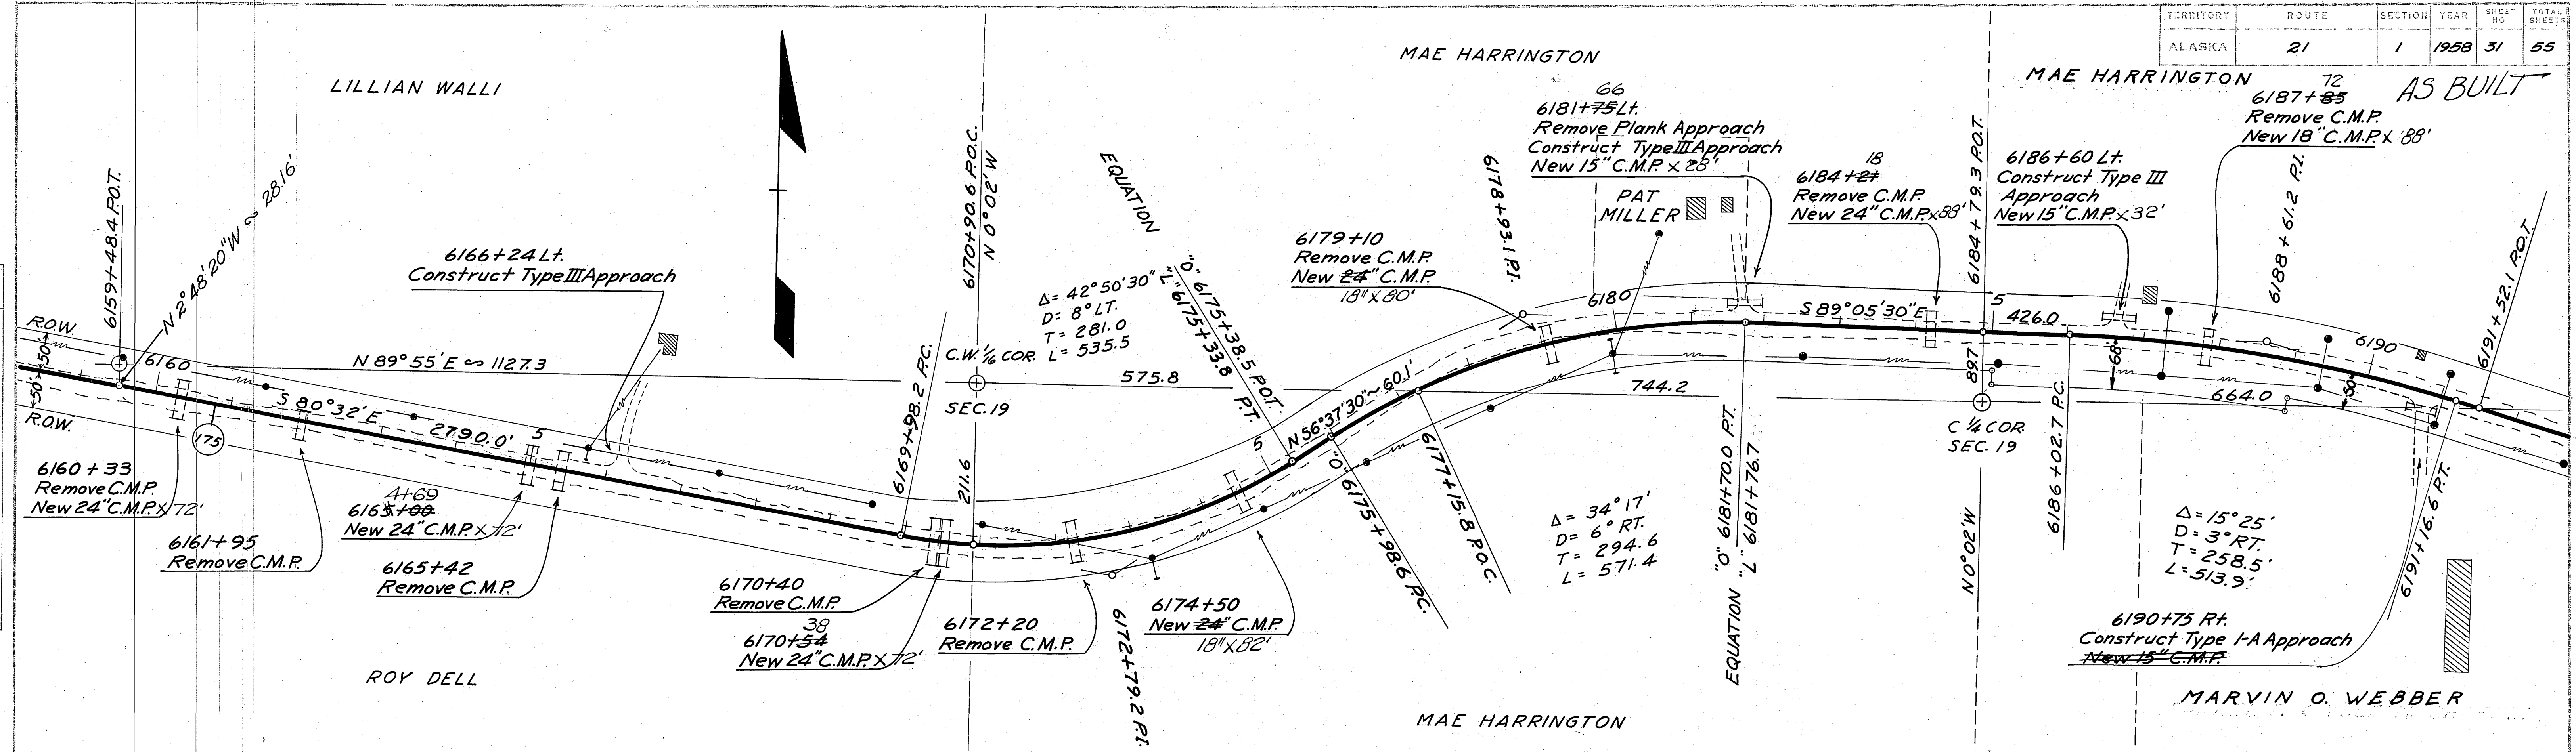 TERRITORY ROUTE SECTION YEAR SHEET NO. TOTAL SHEETS
ALASKA 21 1 1958 31 55
AS BUILT
LILLIAN WALLI
MAE HARRINGTON
MAE HARRINGTON
6159+48.4 P.O.T.
N 2°48'20"W ~ 28.16'
6166+24 Lt.
Construct Type III Approach
6170+90.6 P.O.C.
N 0°02'W
EQUATION
"O" 6175+38.5 P.O.T.
"L" 6175+33.8 P.T.
Δ= 42°50'30"
D= 8° LT.
T= 281.0
L= 535.5
6179+10
Remove C.M.P.
New 24" C.M.P.
18"X80'
6178+93.1 P.I.
66
6181+75 Lt.
Remove Plank Approach
Construct Type III Approach
New 15" C.M.P. X 28'
PAT
MILLER
18
6184+21
Remove C.M.P.
New 24" C.M.P. X 88'
6184+79.3 P.O.T.
6186+60 Lt.
Construct Type III
Approach
New 15" C.M.P. X 32'
72
6187+85
Remove C.M.P.
New 18" C.M.P. X 88'
6188+61.2 P.I.
6191+52.1 P.O.T.
R.O.W.
50'
50'
R.O.W.
6160
N 89°55'E ~ 1127.3
C.W. 1/16 COR.
SEC. 19
575.8
744.2
664.0
S 80°32'E
2790.0'
5
175
6169+98.2 P.C.
211.6
5
N 56°37'30" ~ 60.1'
6180
S 89°05'30"E
5
426.0
89.7
68'
50'
6190
C 1/4 COR
SEC. 19
6160+33
Remove C.M.P.
New 24" C.M.P. X 72'
6161+95
Remove C.M.P.
4+69
6165+00
New 24" C.M.P. X 72'
6165+42
Remove C.M.P.
6170+40
Remove C.M.P.
38
6170+54
New 24" C.M.P. X 72'
6172+20
Remove C.M.P.
6172+79.2 P.I.
6174+50
New 24" C.M.P.
18"X82'
"O" 6175+98.6 P.C.
6177+15.8 P.O.C.
Δ= 34°17'
D= 6° RT.
T= 294.6
L= 571.4
EQUATION "O" 6181+70.0 P.T.
"L" 6181+76.7
N 0°02'W
6186+02.7 P.C.
Δ=15°25'
D= 3° RT.
T= 258.5'
L=513.9'
6191+16.6 P.T.
6190+75 Rt.
Construct Type 1-A Approach
New 15" C.M.P.
ROY DELL
MAE HARRINGTON
MARVIN O. WEBBER